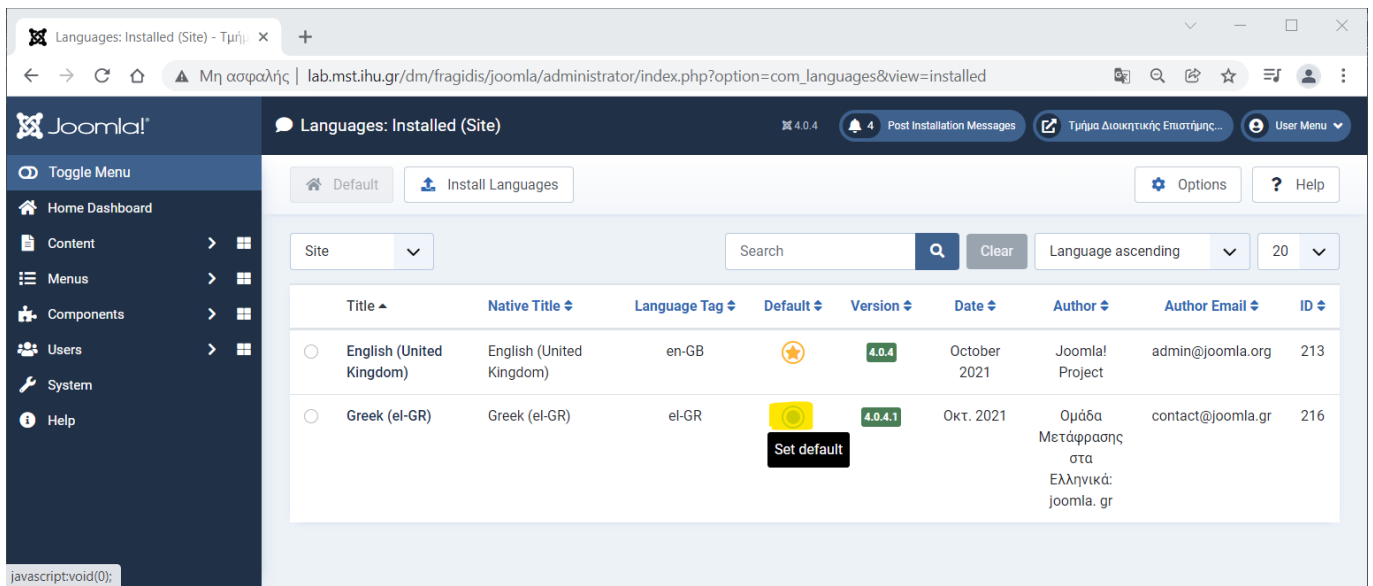 Languages: Installed (Site) - Τμήμ
Μη ασφαλής | lab.mst.ihu.gr/dm/fragidis/joomla/administrator/index.php?option=com_languages&view=installed
Joomla!®
Languages: Installed (Site)
4.0.4
4 Post Installation Messages
Τμήμα Διοικητικής Επιστήμης...
User Menu
Toggle Menu
Home Dashboard
Content
Menus
Components
Users
System
Help
Default
Install Languages
Options
? Help
Site
Search
Clear
Language ascending
20
Title Native Title Language Tag Default Version Date Author Author Email ID
English (United English (United en-GB 4.0.4 October Joomla! admin@joomla.org 213
Kingdom) Kingdom) 2021 Project
Greek (el-GR) Greek (el-GR) el-GR 4.0.4.1 Οκτ. 2021 Ομάδα contact@joomla.gr 216
Μετάφρασης
στα
Ελληνικά:
joomla. gr
Set default
javascript:void(0);